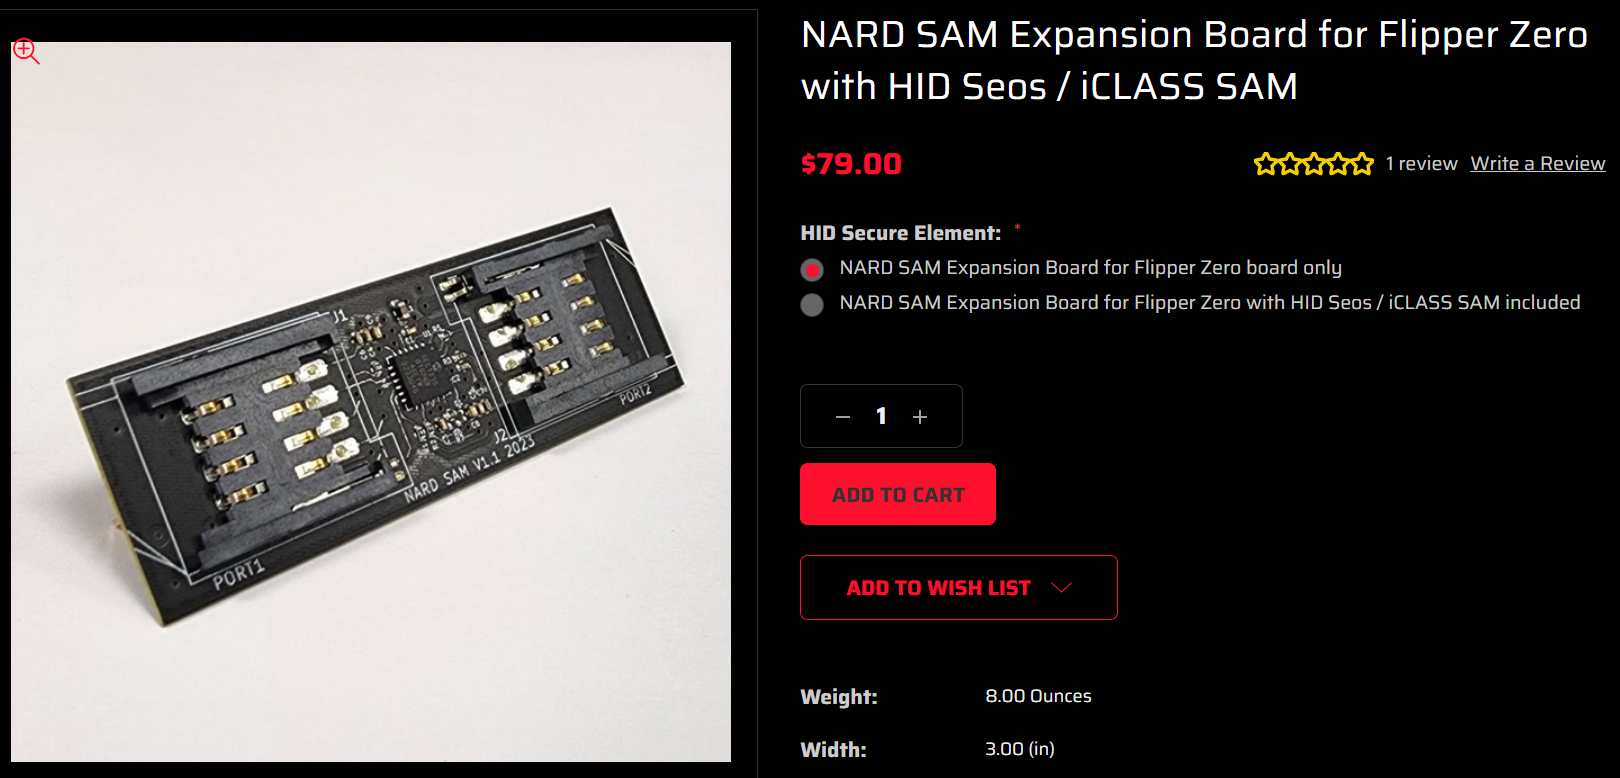 NARD SAM Expansion Board for Flipper Zero
with HID Seos / iCLASS SAM
$79.00
1 review Write a Review
HID Secure Element: *
NARD SAM Expansion Board for Flipper Zero board only
NARD SAM Expansion Board for Flipper Zero with HID Seos / iCLASS SAM included
− 1 +
ADD TO CART
ADD TO WISH LIST
Weight: 8.00 Ounces
Width: 3.00 (in)
J1
J2
NARD SAM V1.1 2023
PORT1
PORT2